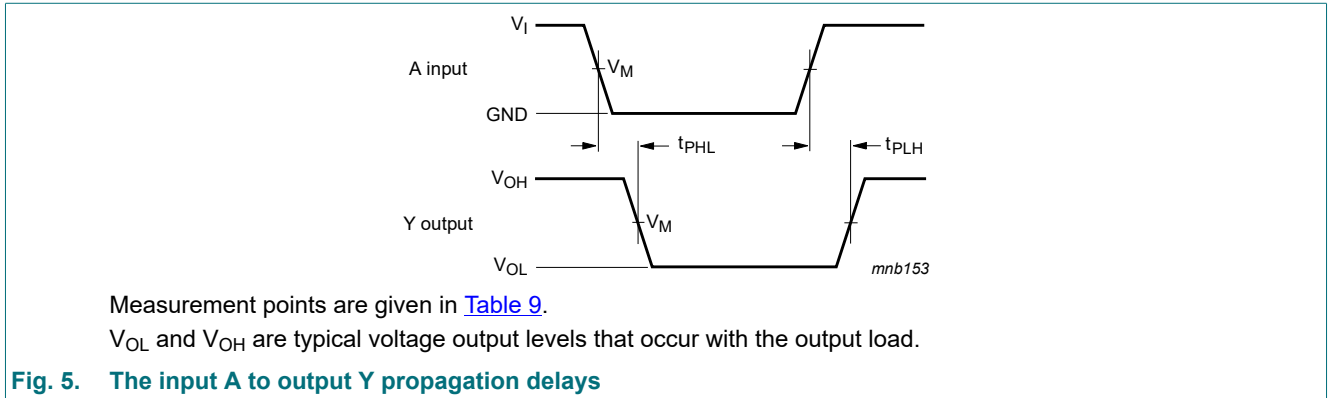 VI
A input
VM
GND
tPHL
tPLH
VOH
Y output
VM
VOL
mnb153
Measurement points are given in Table 9.
VOL and VOH are typical voltage output levels that occur with the output load.
Fig. 5. The input A to output Y propagation delays